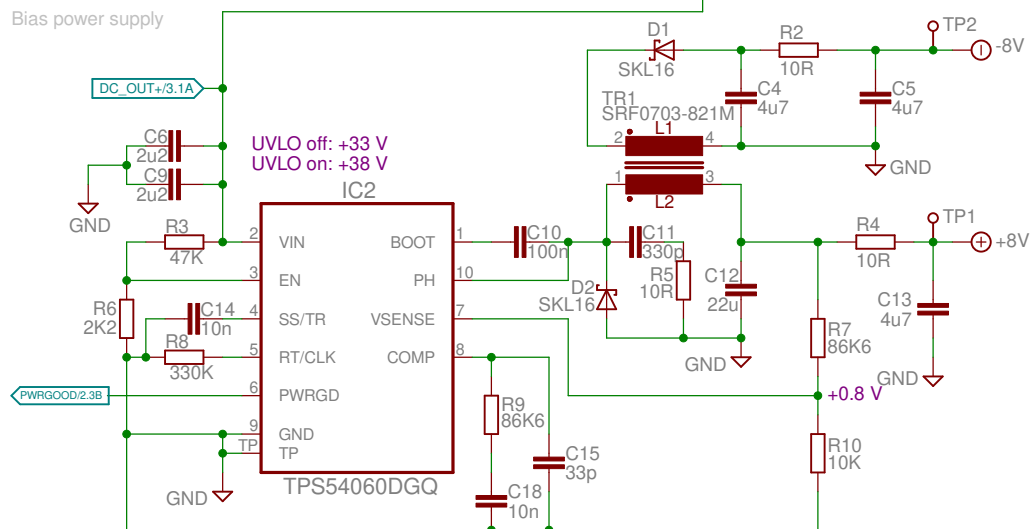 Bias power supply
DC_OUT+/3.1A
C6
2u2
C9
2u2
GND
UVLO off: +33 V
UVLO on: +38 V
IC2
R3
47K
R6
2K2
C14
10n
R8
330K
PWRGOOD/2.3B
GND
2
VIN
3
EN
4
SS/TR
5
RT/CLK
6
PWRGD
9
GND
TP
TP
BOOT
1
PH
10
VSENSE
7
COMP
8
TPS54060DGQ
C10
100n
D1
SKL16
TR1
SRF0703-821M
L1
2
4
1
3
L2
C11
330p
R5
10R
D2
SKL16
C12
22u
GND
R2
10R
C4
4u7
C5
4u7
GND
TP2
-8V
R4
10R
TP1
+8V
C13
4u7
GND
R7
86K6
+0.8 V
R10
10K
R9
86K6
C15
33p
C18
10n